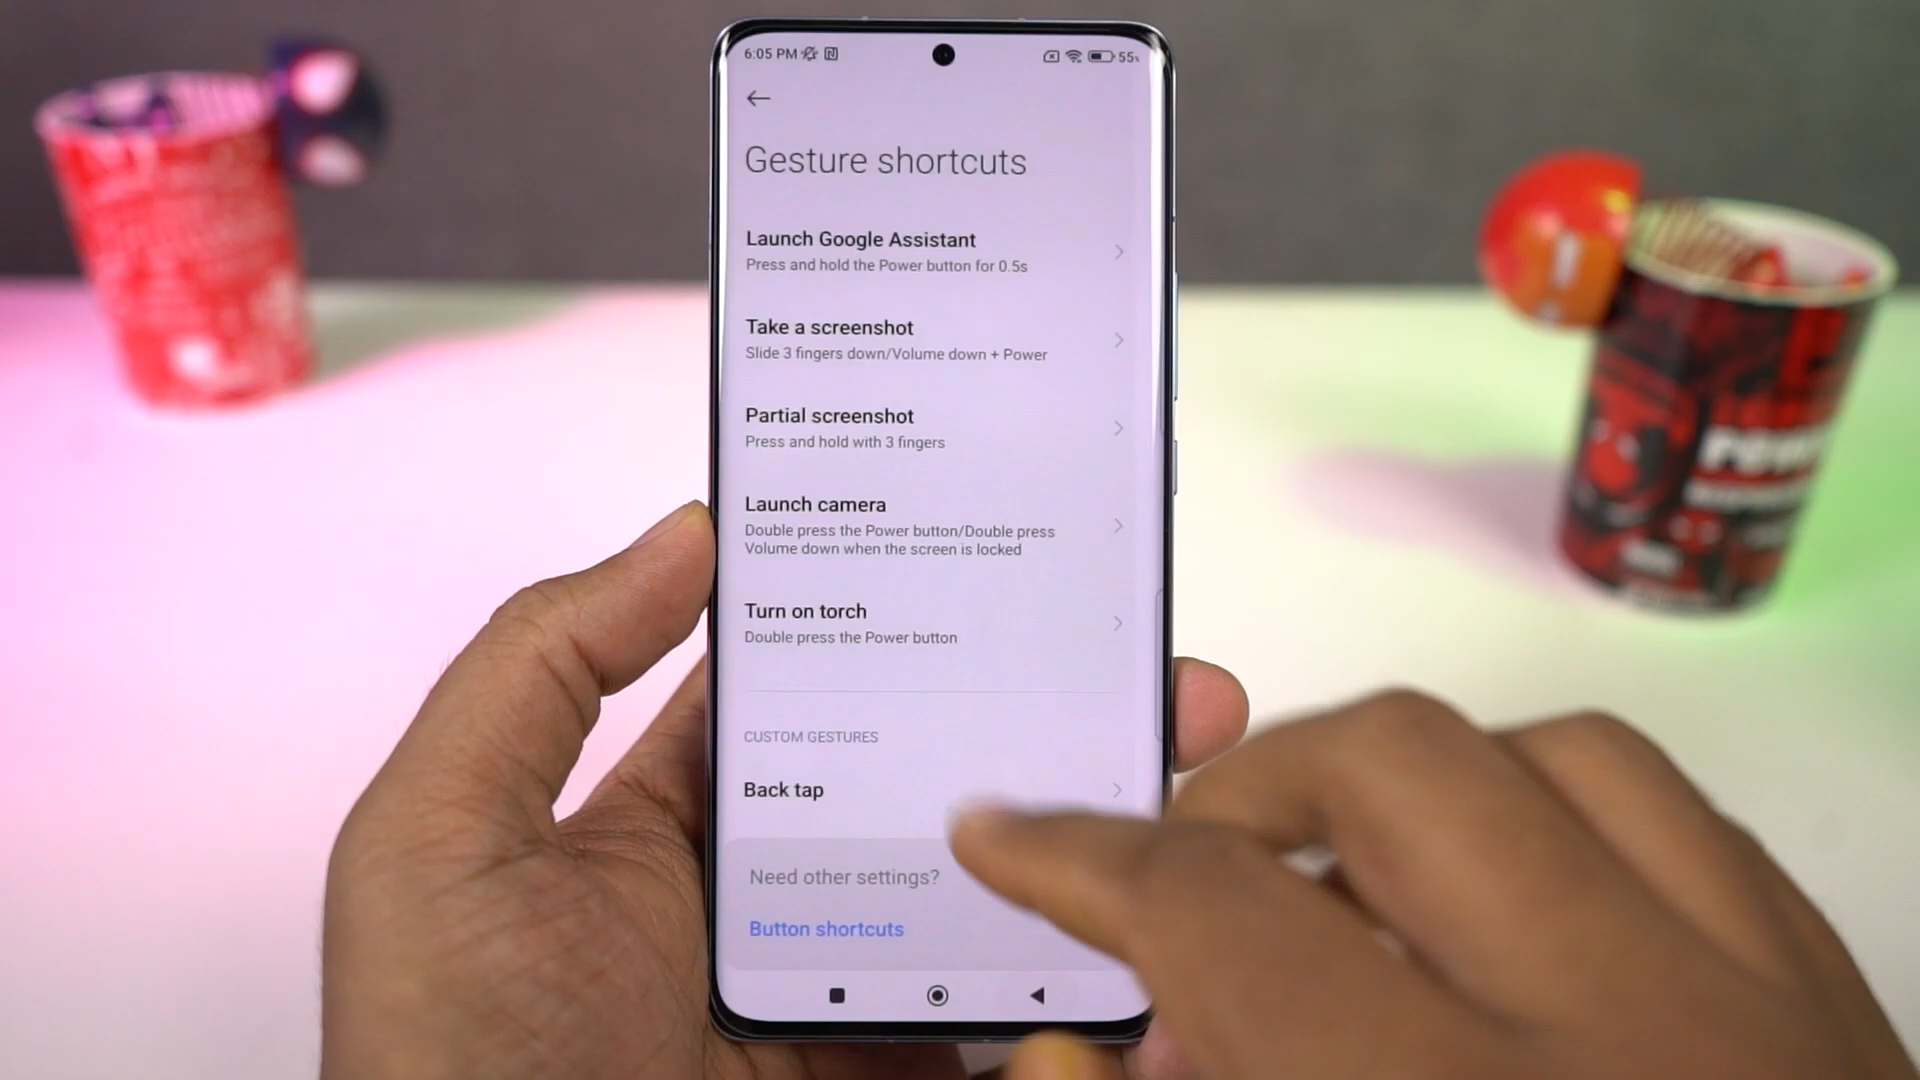 6:05 PM
55%
Gesture shortcuts
Launch Google Assistant
Press and hold the Power button for 0.5s
Take a screenshot
Slide 3 fingers down/Volume down + Power
Partial screenshot
Press and hold with 3 fingers
Launch camera
Double press the Power button/Double press
Volume down when the screen is locked
Turn on torch
Double press the Power button
CUSTOM GESTURES
Back tap
Need other settings?
Button shortcuts